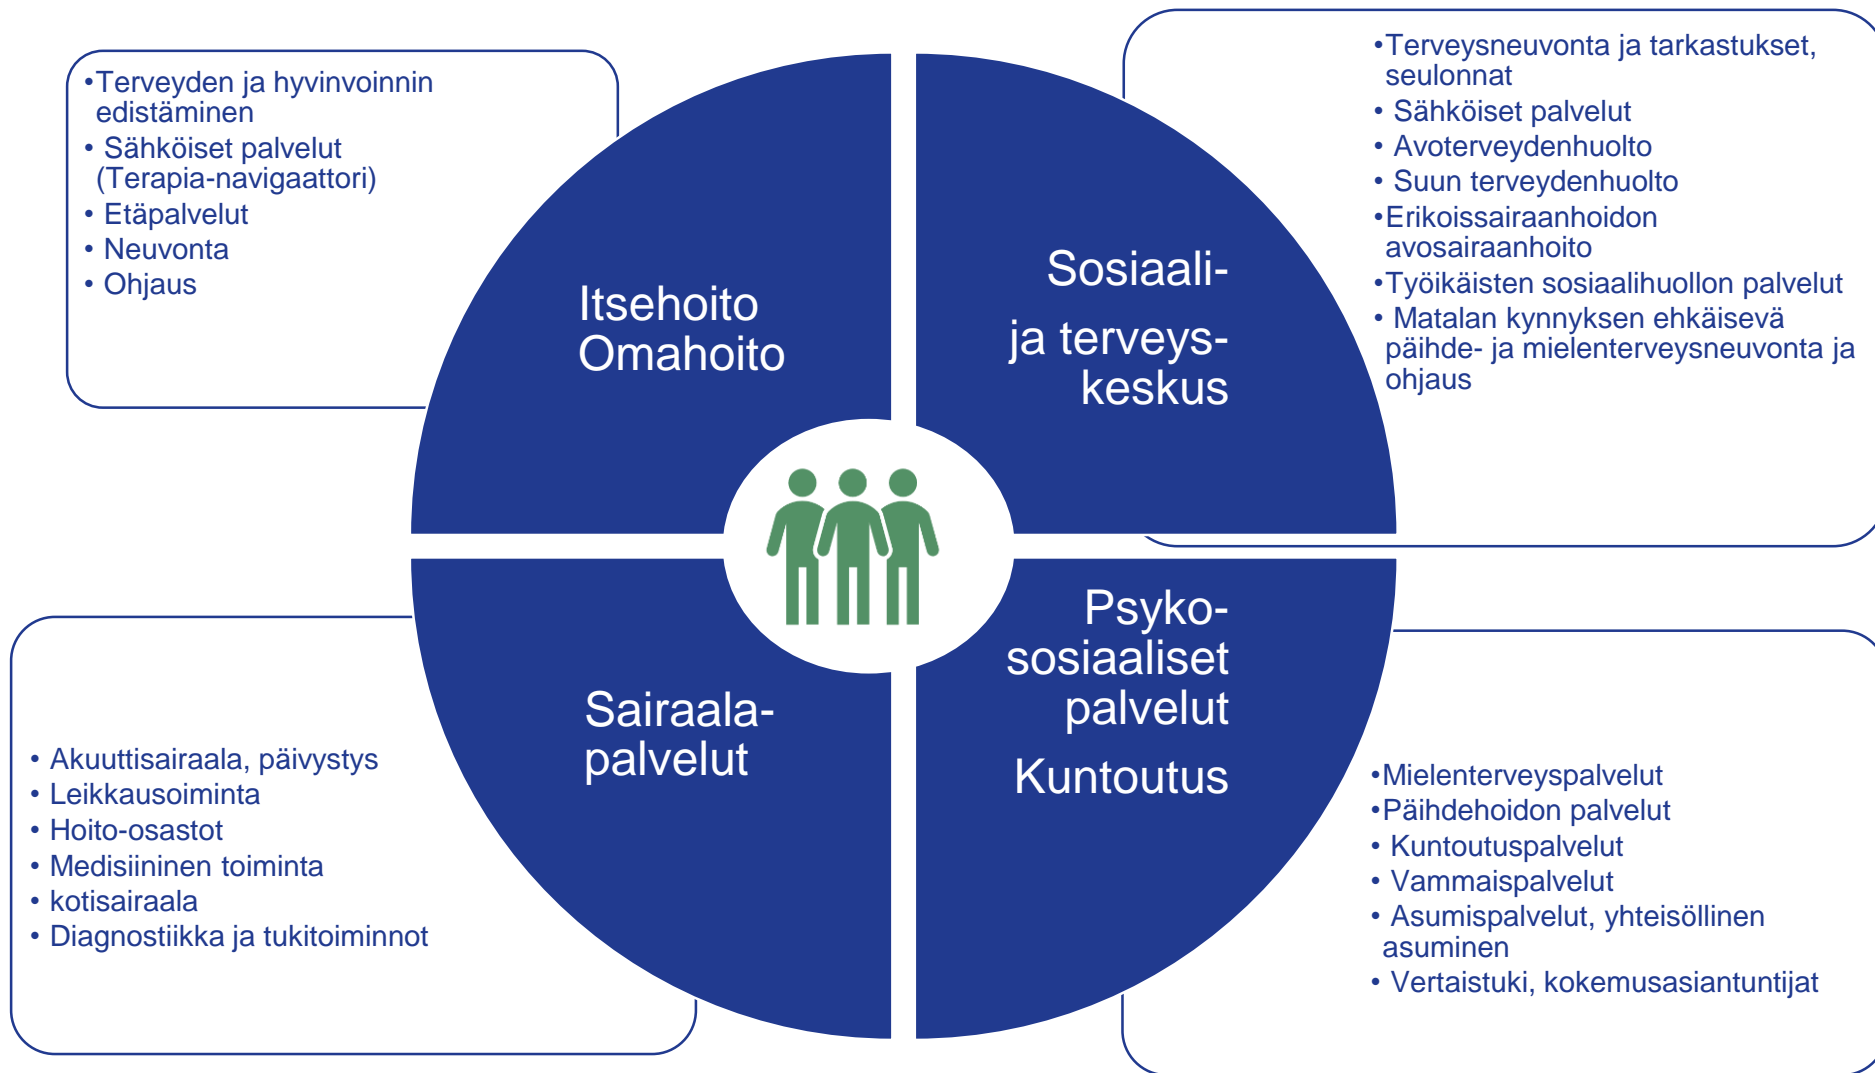 •Terveyden ja hyvinvoinnin
edistäminen
• Sähköiset palvelut
(Terapia-navigaattori)
• Etäpalvelut
• Neuvonta
• Ohjaus
Itsehoito
Omahoito
Sosiaali-
ja terveys-
keskus
•Terveysneuvonta ja tarkastukset,
seulonnat
• Sähköiset palvelut
• Avoterveydenhuolto
• Suun terveydenhuolto
•Erikoissairaanhoidon
avosairaanhoito
•Työikäisten sosiaalihuollon palvelut
• Matalan kynnyksen ehkäisevä
päihde- ja mielenterveysneuvonta ja
ohjaus
• Akuuttisairaala, päivystys
• Leikkausoiminta
• Hoito-osastot
• Medisiininen toiminta
• kotisairaala
• Diagnostiikka ja tukitoiminnot
Sairaala-
palvelut
Psyko-
sosiaaliset
palvelut
Kuntoutus
•Mielenterveyspalvelut
•Päihdehoidon palvelut
• Kuntoutuspalvelut
• Vammaispalvelut
• Asumispalvelut, yhteisöllinen
asuminen
• Vertaistuki, kokemusasiantuntijat